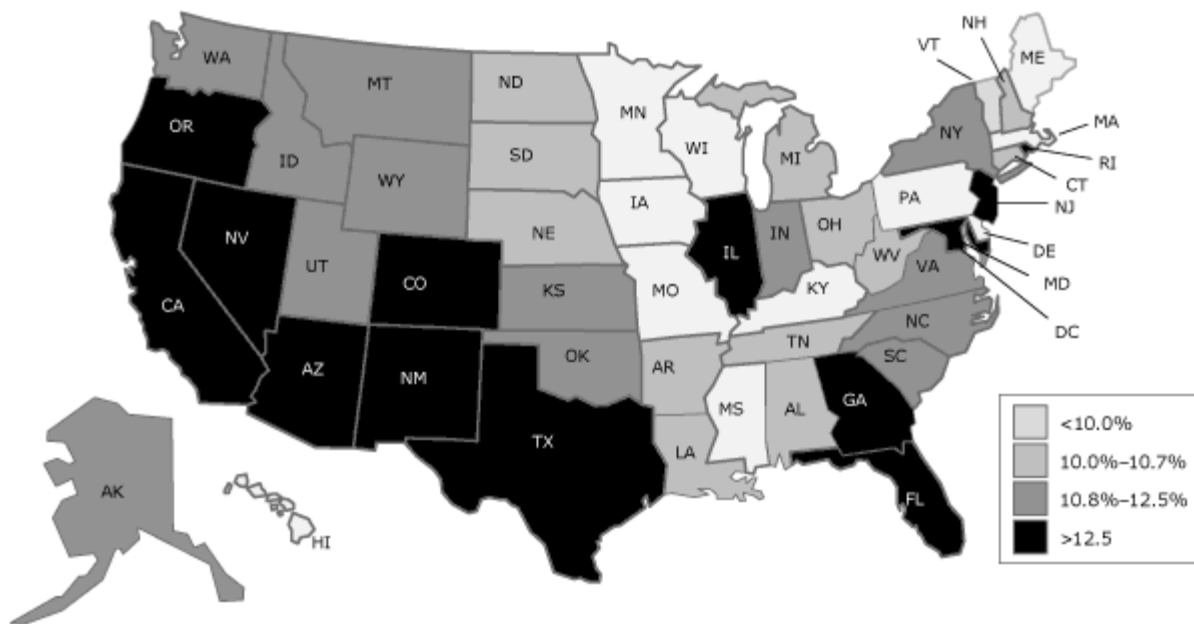 NH
VT
ME
WA
MT
ND
MN
OR
ID
SD
WI
MI
NY
MA
RI
CT
NJ
WY
IA
PA
NE
NV
UT
CO
IL
IN
OH
WV
VA
DE
MD
DC
CA
KS
MO
KY
NC
TN
SC
AZ
NM
OK
AR
MS
AL
GA
TX
LA
FL
AK
HI
<10.0%
10.0%–10.7%
10.8%–12.5%
>12.5